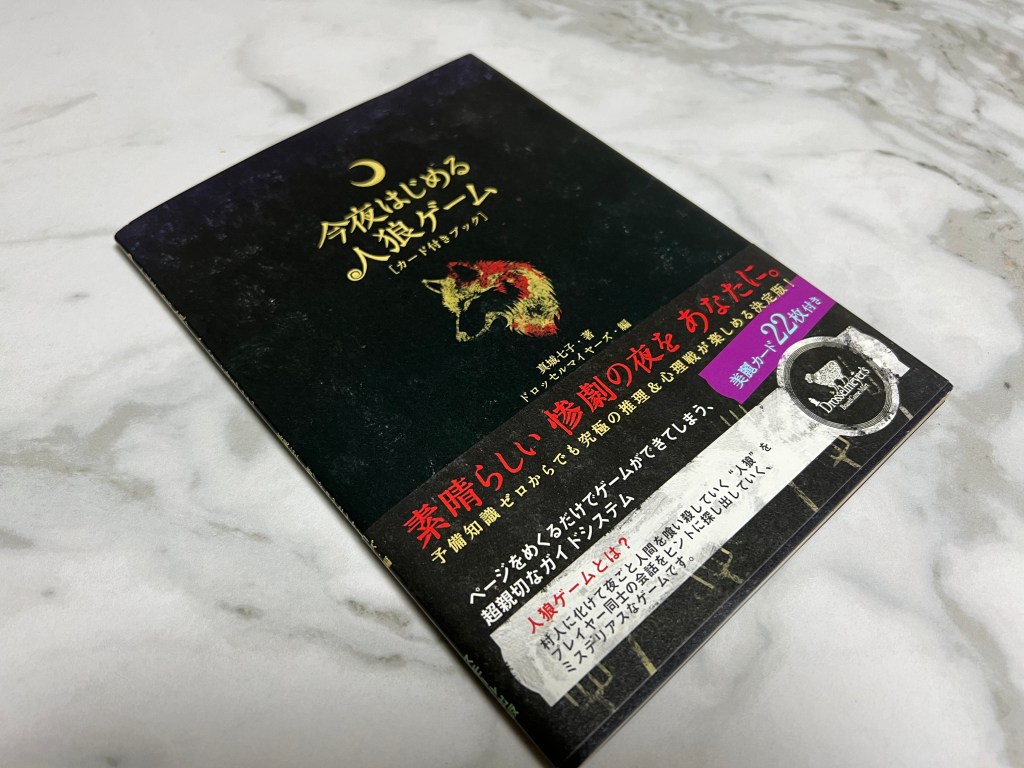 今夜はじめる
人狼ゲーム
[カード付きブック]
真城七子・著
ドロッセルマイヤーズ・編
素晴らしい 惨劇の夜を あなたに。
予備知識ゼロからでも究極の推理&心理戦が楽しめる決定版!
美麗カード22枚付き
Drosselmeyer's
ページをめくるだけでゲームができてしまう、
超親切なガイドシステム
人狼ゲームとは?
村人に化けて夜ごと人間を喰い殺していく“人狼”を
プレイヤー同士の会話をヒントに探し出していく、
ミステリアスなゲームです。